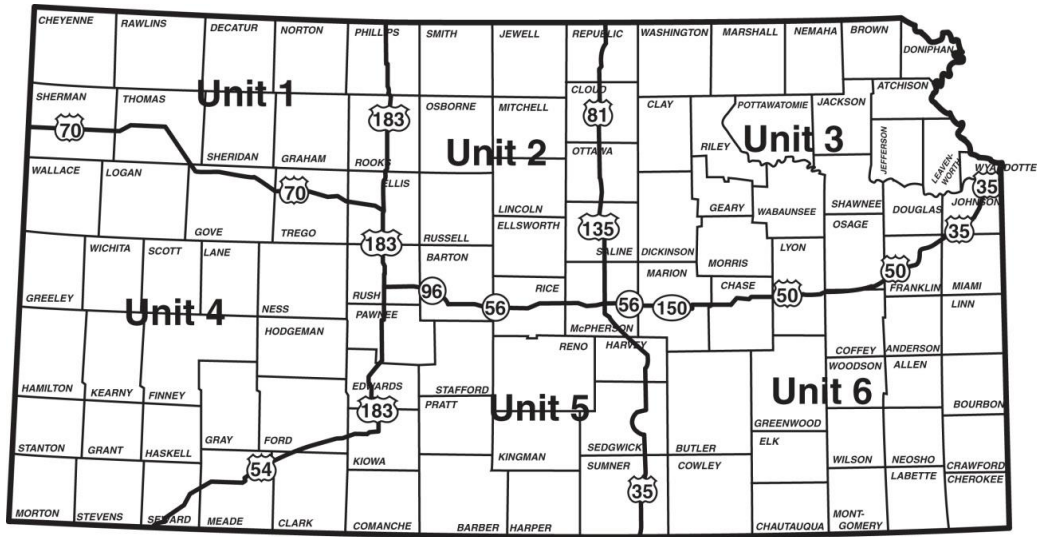 CHEYENNE
RAWLINS
DECATUR
NORTON
PHILLIPS
SMITH
JEWELL
REPUBLIC
WASHINGTON
MARSHALL
NEMAHA
BROWN
DONIPHAN
SHERMAN
THOMAS
Unit 1
SHERIDAN
GRAHAM
ROOKS
OSBORNE
MITCHELL
CLOUD
CLAY
POTTAWATOMIE
JACKSON
ATCHISON
70
183
81
Unit 2
Unit 3
OTTAWA
RILEY
JEFFERSON
LEAVEN-
WORTH
WYANDOTTE
35
WALLACE
LOGAN
GOVE
TREGO
ELLIS
70
183
RUSSELL
LINCOLN
ELLSWORTH
SALINE
135
DICKINSON
GEARY
WABAUNSEE
SHAWNEE
DOUGLAS
JOHNSON
35
OSAGE
LYON
MORRIS
GREELEY
WICHITA
SCOTT
LANE
NESS
RUSH
BARTON
RICE
McPHERSON
MARION
CHASE
FRANKLIN
MIAMI
96
56
56
150
50
50
Unit 4
HODGEMAN
PAWNEE
STAFFORD
RENO
HARVEY
COFFEY
ANDERSON
LINN
HAMILTON
KEARNY
FINNEY
GRAY
FORD
EDWARDS
183
PRATT
Unit 5
Unit 6
WOODSON
ALLEN
BOURBON
GREENWOOD
STANTON
GRANT
HASKELL
54
KIOWA
KINGMAN
SEDGWICK
BUTLER
ELK
WILSON
NEOSHO
CRAWFORD
MORTON
STEVENS
SEWARD
MEADE
CLARK
COMANCHE
BARBER
HARPER
SUMNER
35
COWLEY
CHAUTAUQUA
MONT-
GOMERY
LABETTE
CHEROKEE